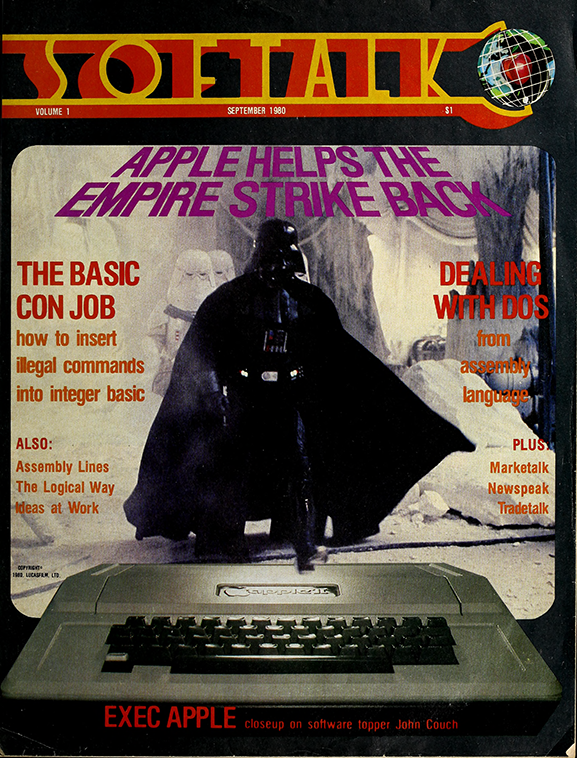 SOFTALK
VOLUME 1 SEPTEMBER 1980 $1
APPLE HELPS THE
EMPIRE STRIKE BACK
THE BASIC
CON JOB
how to insert
illegal commands
into integer basic
ALSO:
Assembly Lines
The Logical Way
Ideas at Work
DEALING
WITH DOS
from
assembly
language
PLUS:
Marketalk
Newspeak
Tradetalk
COPYRIGHT©
1980, LUCASFILM, LTD.
apple II
EXEC APPLE closeup on software topper John Couch